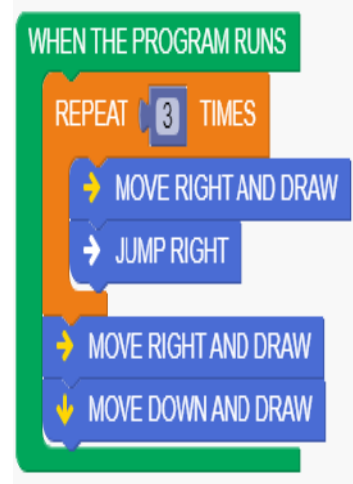 WHEN THE PROGRAM RUNS
REPEAT 3 TIMES
MOVE RIGHT AND DRAW
JUMP RIGHT
MOVE RIGHT AND DRAW
MOVE DOWN AND DRAW